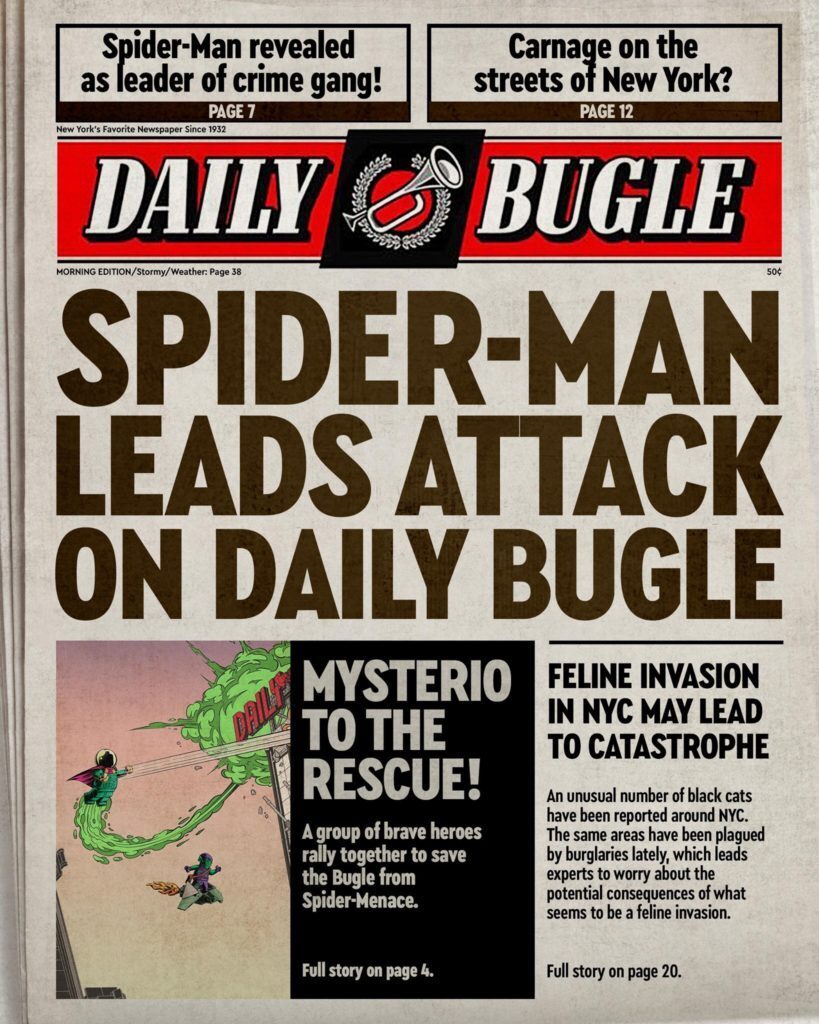 Spider-Man revealed
as leader of crime gang!
PAGE 7
Carnage on the
streets of New York?
PAGE 12
New York's Favorite Newspaper Since 1932
DAILY BUGLE
MORNING EDITION/Stormy/Weather: Page 38
50¢
SPIDER-MAN
LEADS ATTACK
ON DAILY BUGLE
DAILY
MYSTERIO
TO THE
RESCUE!
A group of brave heroes
rally together to save
the Bugle from
Spider-Menace.
Full story on page 4.
FELINE INVASION
IN NYC MAY LEAD
TO CATASTROPHE
An unusual number of black cats
have been reported around NYC.
The same areas have been plagued
by burglaries lately, which leads
experts to worry about the
potential consequences of what
seems to be a feline invasion.
Full story on page 20.